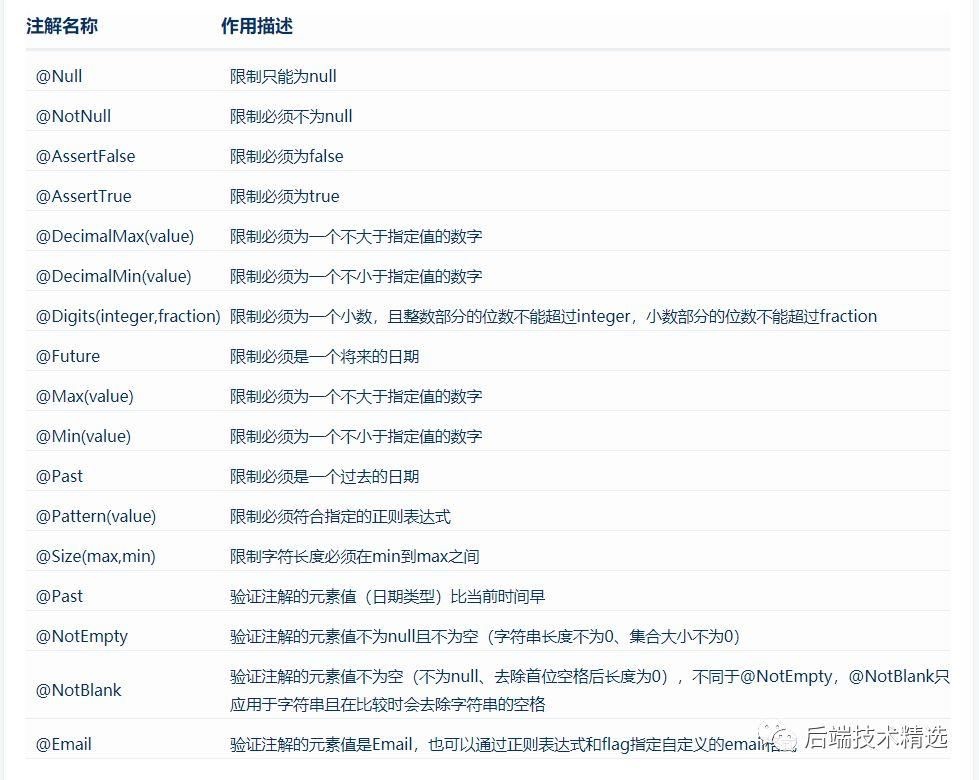 注解名称 作用描述
@Null 限制只能为null
@NotNull 限制必须不为null
@AssertFalse 限制必须为false
@AssertTrue 限制必须为true
@DecimalMax(value) 限制必须为一个不大于指定值的数字
@DecimalMin(value) 限制必须为一个不小于指定值的数字
@Digits(integer,fraction) 限制必须为一个小数，且整数部分的位数不能超过integer，小数部分的位数不能超过fraction
@Future 限制必须是一个将来的日期
@Max(value) 限制必须为一个不大于指定值的数字
@Min(value) 限制必须为一个不小于指定值的数字
@Past 限制必须是一个过去的日期
@Pattern(value) 限制必须符合指定的正则表达式
@Size(max,min) 限制字符长度必须在min到max之间
@Past 验证注解的元素值（日期类型）比当前时间早
@NotEmpty 验证注解的元素值不为null且不为空（字符串长度不为0、集合大小不为0）
@NotBlank 验证注解的元素值不为空（不为null、去除首位空格后长度为0），不同于@NotEmpty，@NotBlank只
应用于字符串且在比较时会去除字符串的空格
@Email 验证注解的元素值是Email，也可以通过正则表达式和flag指定自定义的email格式
后端技术精选